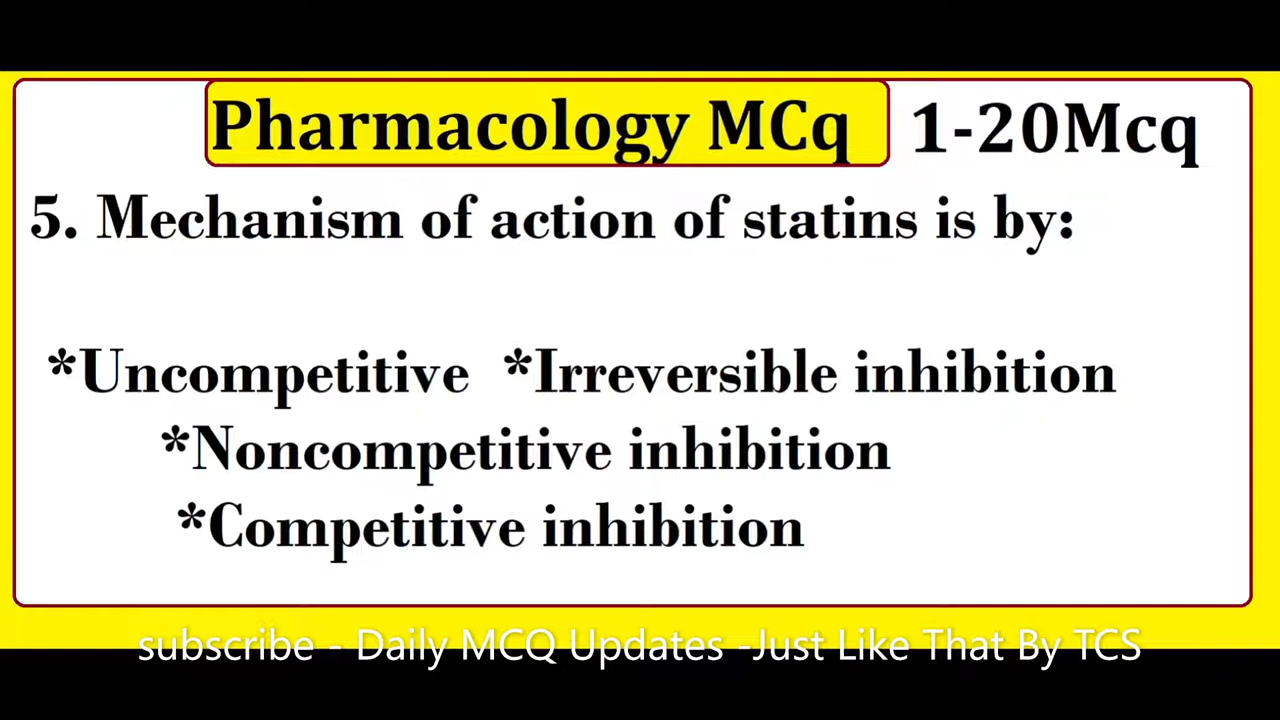 Pharmacology MCq 1-20Mcq
5. Mechanism of action of statins is by:
*Uncompetitive *Irreversible inhibition
*Noncompetitive inhibition
*Competitive inhibition
subscribe - Daily MCQ Updates -Just Like That By TCS